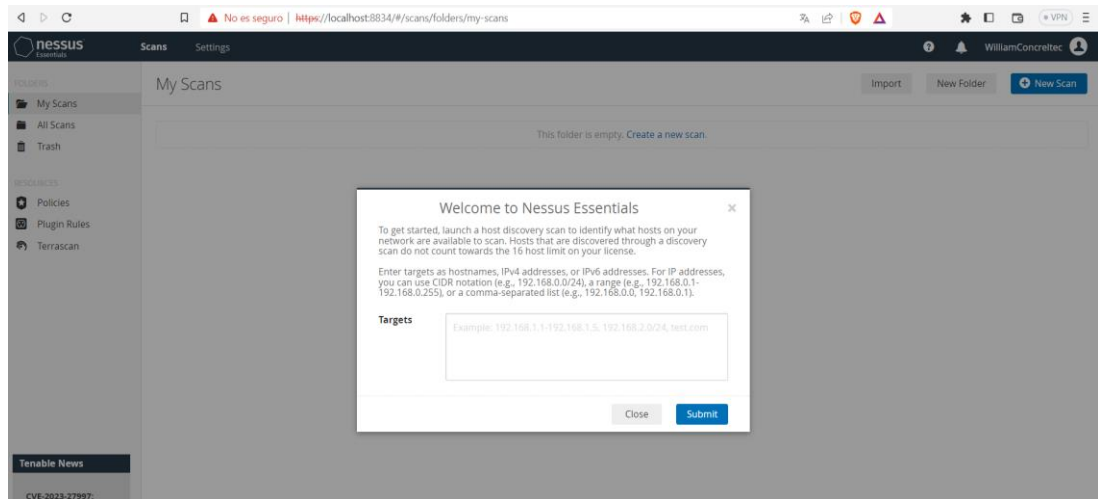 No es seguro | https://localhost:8834/#/scans/folders/my-scans
VPN
nessus
Essentials
Scans
Settings
WilliamConcreltec
FOLDERS
My Scans
All Scans
Trash
RESOURCES
Policies
Plugin Rules
Terrascan
Tenable News
CVE-2023-27997:
My Scans
Import
New Folder
New Scan
This folder is empty. Create a new scan.
Welcome to Nessus Essentials
To get started, launch a host discovery scan to identify what hosts on your
network are available to scan. Hosts that are discovered through a discovery
scan do not count towards the 16 host limit on your license.
Enter targets as hostnames, IPv4 addresses, or IPv6 addresses. For IP addresses,
you can use CIDR notation (e.g., 192.168.0.0/24), a range (e.g., 192.168.0.1-
192.168.0.255), or a comma-separated list (e.g., 192.168.0.0, 192.168.0.1).
Targets
Example: 192.168.1.1-192.168.1.5, 192.168.2.0/24, test.com
Close
Submit